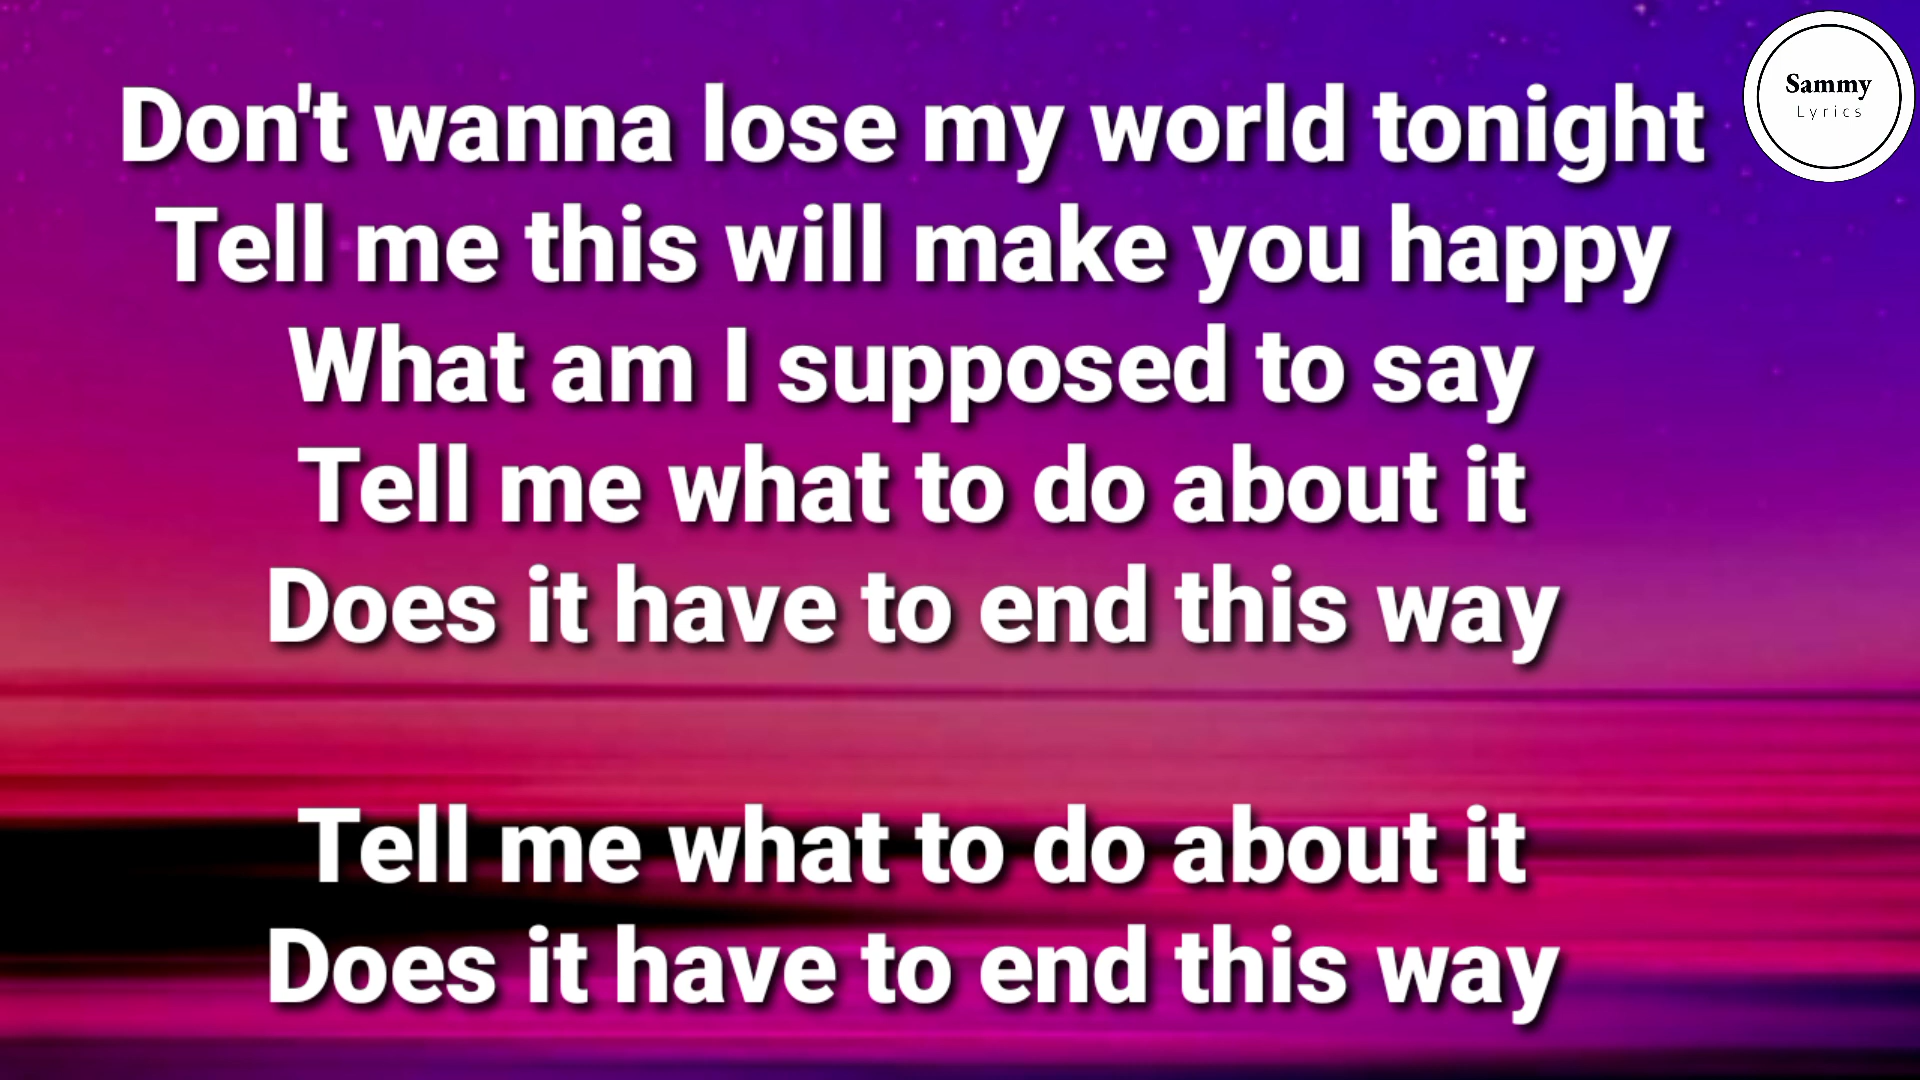 Don't wanna lose my world tonight
Sammy
Lyrics
Tell me this will make you happy
What am I supposed to say
Tell me what to do about it
Does it have to end this way
Tell me what to do about it
Does it have to end this way